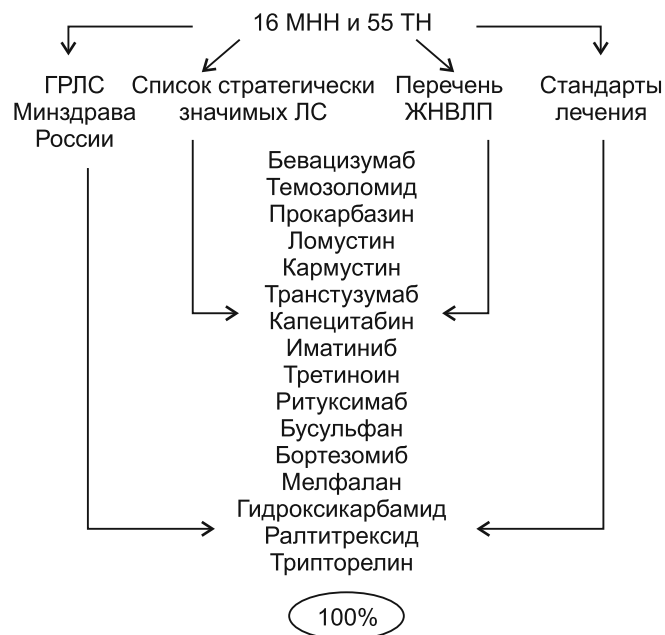 16 МНН и 55 ТН
ГРЛС
Минздрава
России
Список стратегически
значимых ЛС
Перечень
ЖНВЛП
Стандарты
лечения
Бевацизумаб
Темозоломид
Прокарбазин
Ломустин
Кармустин
Транстузумаб
Капецитабин
Иматиниб
Третиноин
Ритуксимаб
Бусульфан
Бортезомиб
Мелфалан
Гидроксикарбамид
Ралтитрексид
Трипторелин
100%